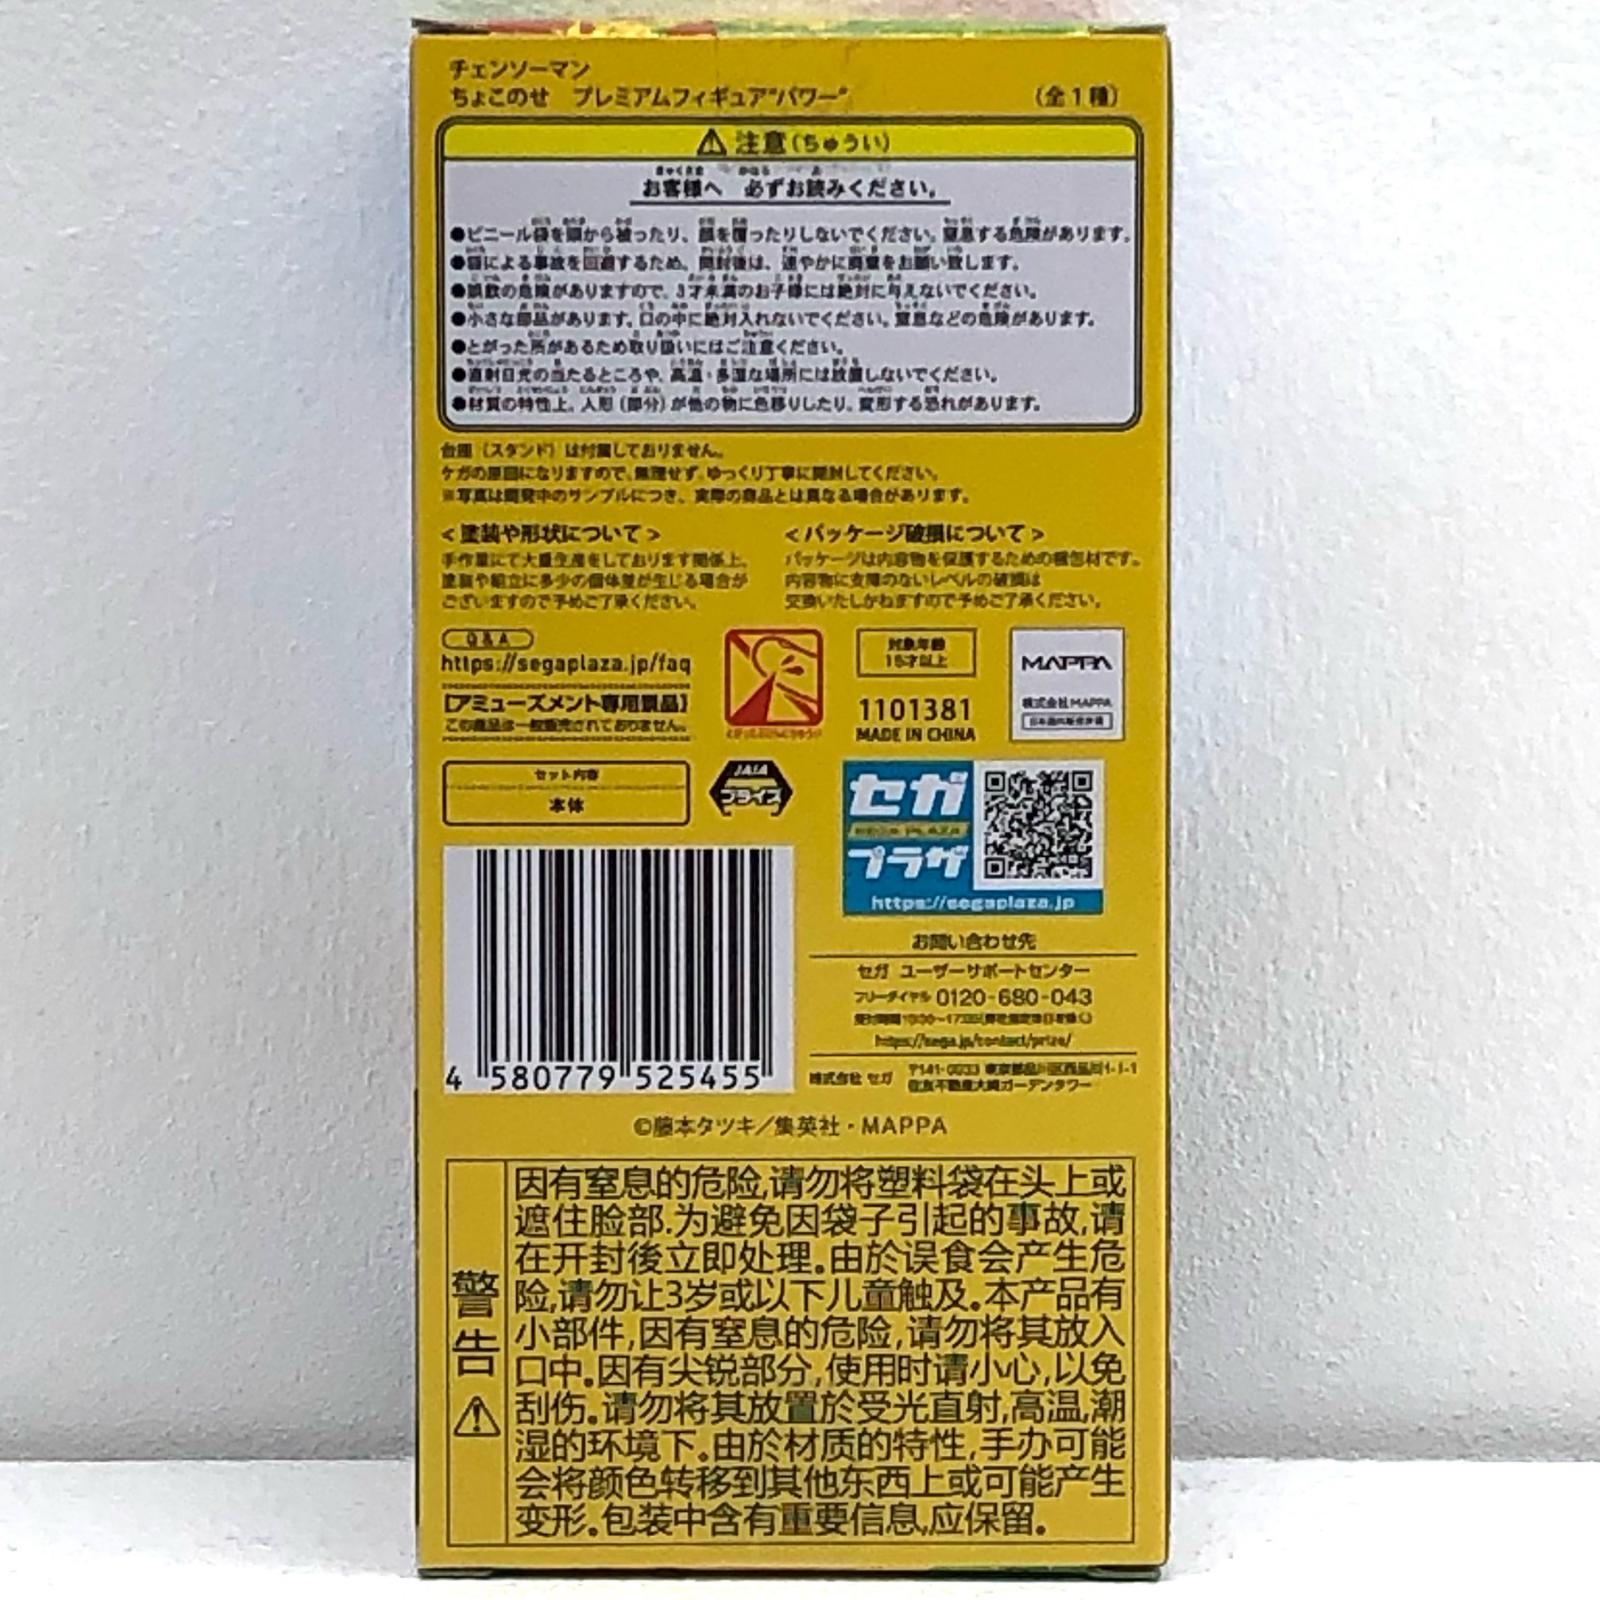 チェンソーマン
ちょこのせ プレミアムフィギュア"パワー" (全1種)
⚠ 注意(ちゅうい)
お客様へ 必ずお読みください。
●ビニール袋を頭から被ったり、顔を覆ったりしないでください。窒息する危険があります。
●袋による事故を回避するため、開封後は、速やかに廃棄をお願い致します。
●誤飲の危険がありますので、3才未満のお子様には絶対に与えないでください。
●小さな部品があります。口の中に絶対入れないでください。窒息などの危険があります。
●とがった所があるため取り扱いにはご注意ください。
●直射日光の当たるところや、高温・多湿な場所には放置しないでください。
●材質の特性上、人形(部分)が他の物に色移りしたり、変形する恐れがあります。
台座(スタンド)は付属しておりません。
ケガの原因になりますので、無理せず、ゆっくり丁寧に開封してください。
※写真は開発中のサンプルにつき、実際の商品とは異なる場合があります。
<塗装や形状について>
手作業にて大量生産をしております関係上、
塗装や組立に多少の個体差が生じる場合が
ございますので予めご了承ください。
<パッケージ破損について>
パッケージは内容物を保護するための梱包材です。
内容物に支障のないレベルの破損は
交換いたしかねますので予めご了承ください。
Q&A
https://segaplaza.jp/faq
【アミューズメント専用景品】
この商品は一般販売されておりません。
対象年齢
15才以上
1101381
MADE IN CHINA
MAPPA
株式会社MAPPA
セット内容
本体
JAIA
プライズ
セガ
SEGA PLAZA
プラザ
https://segaplaza.jp
お問い合わせ先
セガ ユーザーサポートセンター
フリーダイヤル 0120-680-043
https://sega.jp/contact/prize/
株式会社 セガ 〒141-0033 東京都品川区西品川1-1-1
住友不動産大崎ガーデンタワー
4 580779 525455
©藤本タツキ/集英社・MAPPA
警告⚠
因有窒息的危险,请勿将塑料袋在头上或
遮住脸部.为避免因袋子引起的事故,请
在开封後立即处理。由於误食会产生危
险,请勿让3岁或以下儿童触及。本产品有
小部件,因有窒息的危险,请勿将其放入
口中.因有尖锐部分,使用时请小心,以免
刮伤。请勿将其放置於受光直射,高温,潮
湿的环境下。由於材质的特性,手办可能
会将颜色转移到其他东西上或可能产生
变形。包装中含有重要信息,应保留。